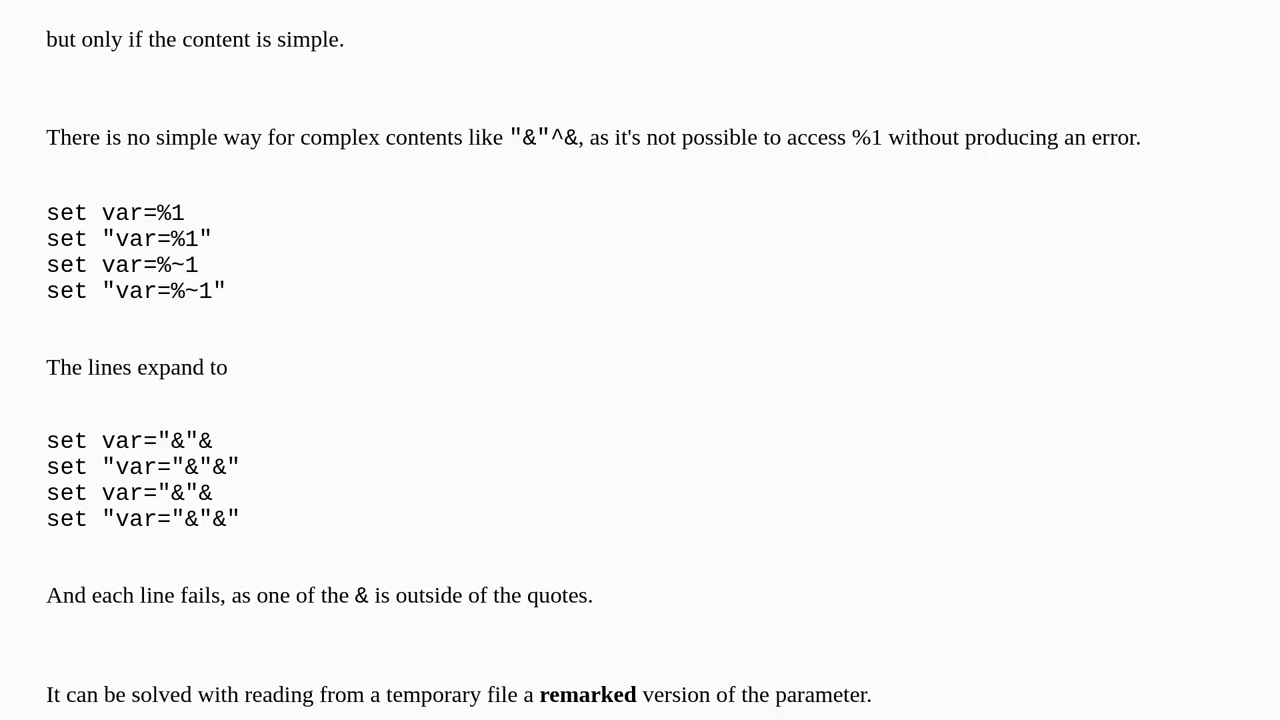 but only if the content is simple.
There is no simple way for complex contents like "&"^&, as it's not possible to access %1 without producing an error.
set var=%1
set "var=%1"
set var=%~1
set "var=%~1"
The lines expand to
set var="&"&
set "var="&"&"
set var="&"&
set "var="&"&"
And each line fails, as one of the & is outside of the quotes.
It can be solved with reading from a temporary file a remarked version of the parameter.